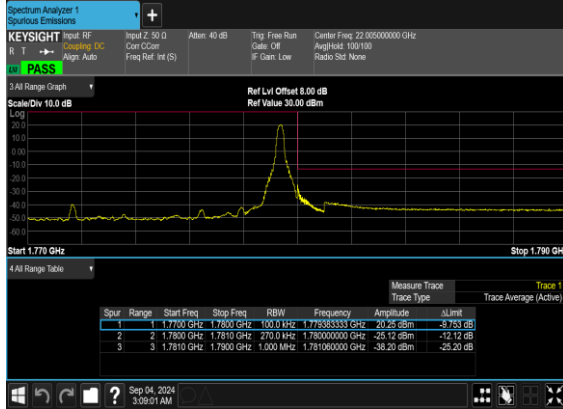 Spectrum Analyzer 1
Spurious Emissions
+
KEYSIGHT Input: RF Input Z: 50 Ω Atten: 40 dB Trig: Free Run Center Freq: 22.005000000 GHz
R T Coupling: DC Corr CCorr Gate: Off Avg|Hold: 100/100
Align: Auto Freq Ref: Int (S) IF Gain: Low Radio Std: None
PASS
3 All Range Graph
Ref Lvl Offset 8.00 dB
Scale/Div 10.0 dB Ref Value 30.00 dBm
Log
20.0
10.0
0.00
-10.0
-20.0
-30.0
-40.0
-50.0
-60.0
Start 1.770 GHz Stop 1.790 GH
4 All Range Table
Measure Trace Trace 1
Trace Type Trace Average (Active)
Spur Range Start Freq Stop Freq RBW Frequency Amplitude ΔLimit
1 1 1.7700 GHz 1.7800 GHz 100.0 kHz 1.779383333 GHz 20.25 dBm -9.753 dB
2 2 1.7800 GHz 1.7810 GHz 270.0 kHz 1.780000000 GHz -25.12 dBm -12.12 dB
3 3 1.7810 GHz 1.7900 GHz 1.000 MHz 1.781060000 GHz -38.20 dBm -25.20 dB
?
Sep 04, 2024
3:09:01 AM